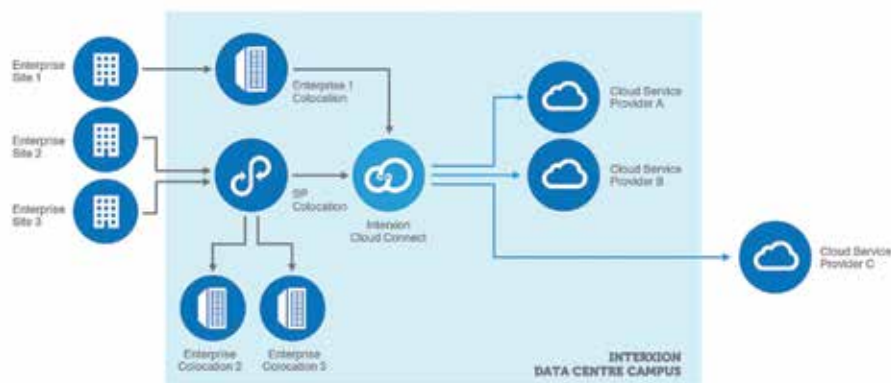 Enterprise
Site 1
Enterprise 1
Colocation
Cloud Service
Provider A
Enterprise
Site 2
Cloud Service
Provider B
Enterprise
Site 3
SP
Colocation
Interxion
Cloud Connect
Cloud Service
Provider C
Enterprise
Colocation 2
Enterprise
Colocation 3
INTERXION
DATA CENTRE CAMPUS